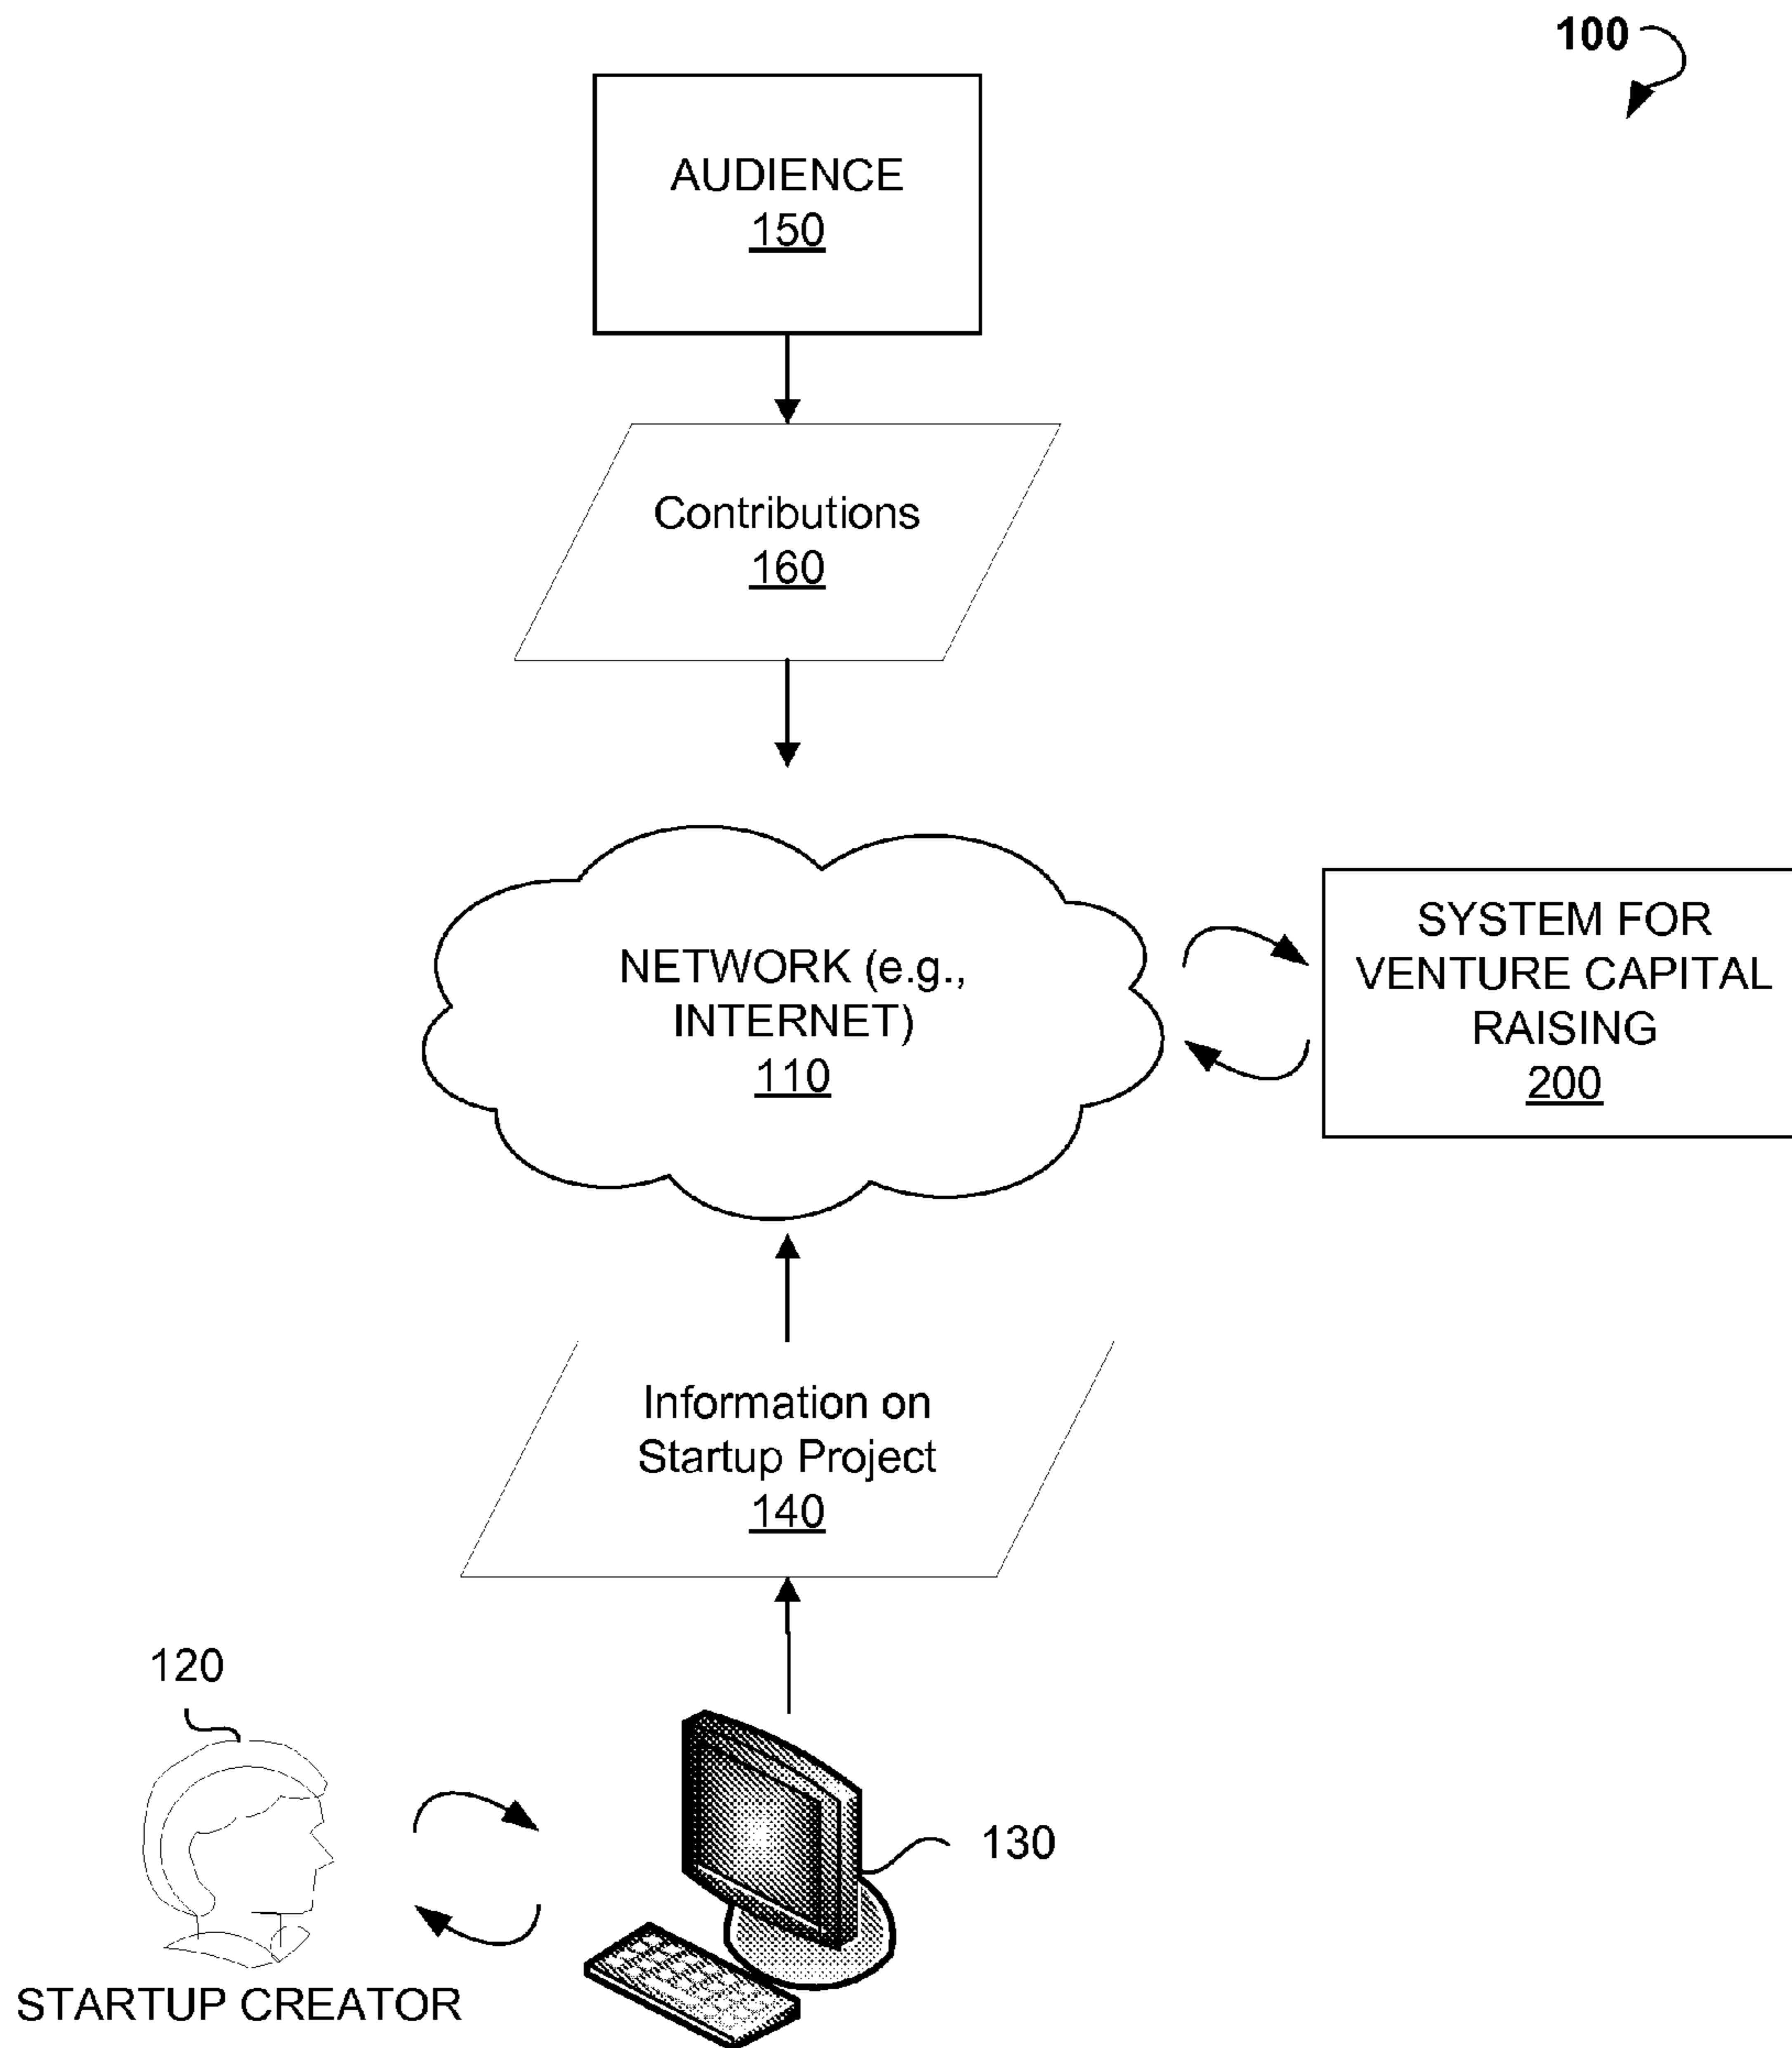 100
AUDIENCE
150
Contributions
160
NETWORK (e.g.,
INTERNET)
110
SYSTEM FOR
VENTURE CAPITAL
RAISING
200
Information on
Startup Project
140
120
130
STARTUP CREATOR